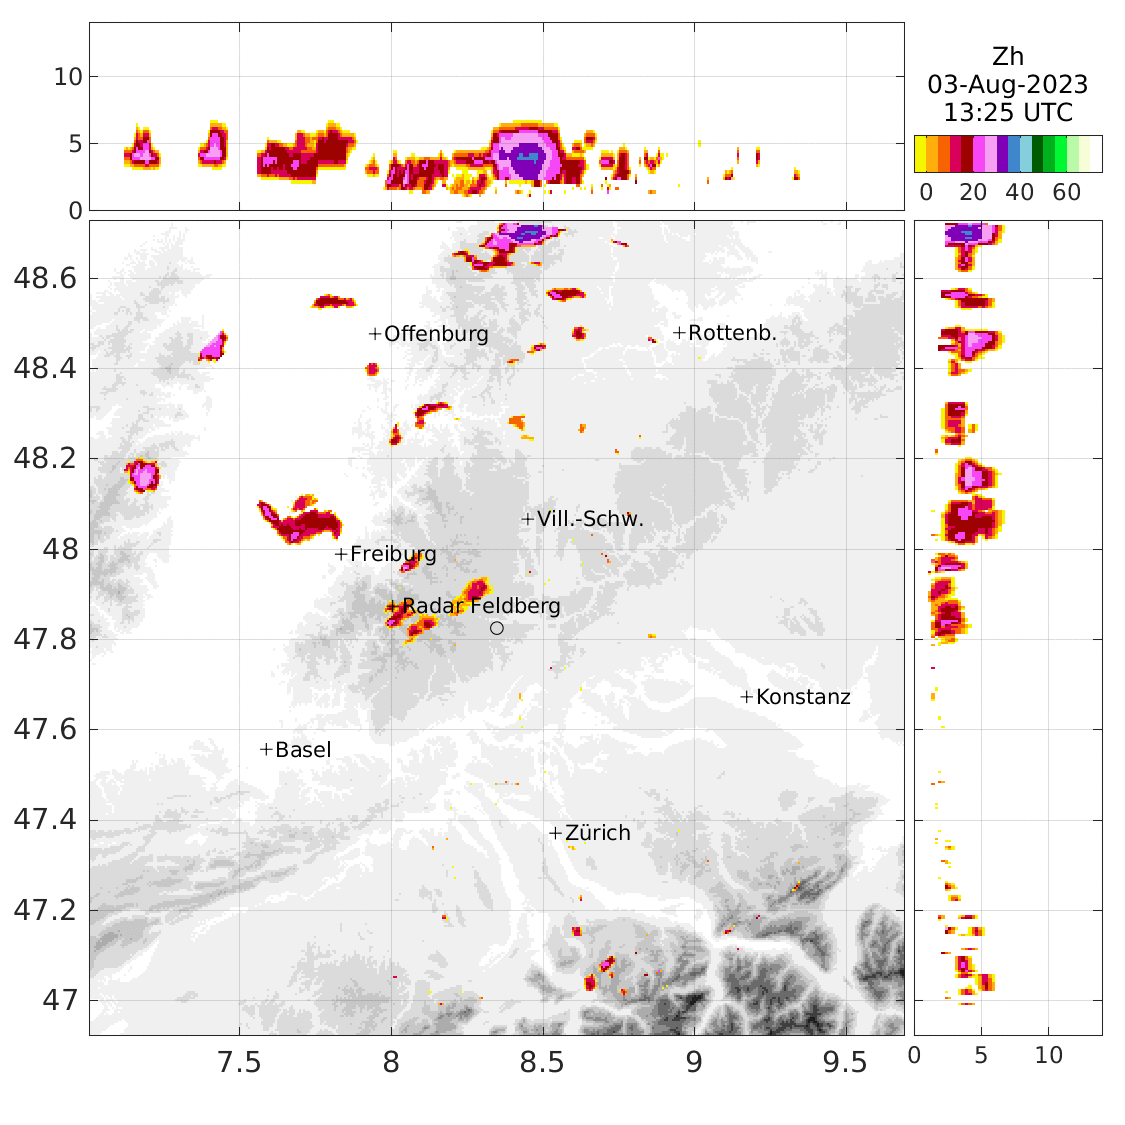 Zh
03-Aug-2023
13:25 UTC
0 20 40 60
10
5
0
48.6
Offenburg
Rottenb.
48.4
48.2
Vill.-Schw.
48
Freiburg
Radar Feldberg
47.8
Konstanz
47.6
Basel
47.4
Zürich
47.2
47
7.5 8 8.5 9 9.5
0 5 10